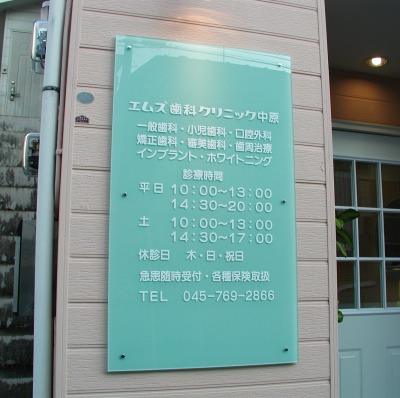 エムズ歯科クリニック中原
一般歯科・小児歯科・口腔外科
矯正歯科・審美歯科・歯周治療
インプラント・ホワイトニング
診療時間
平日 10:00～13:00
14:30～20:00
土 10:00～13:00
14:30～17:00
休診日 木・日・祝日
急患随時受付・各種保険取扱
TEL 045-769-2866